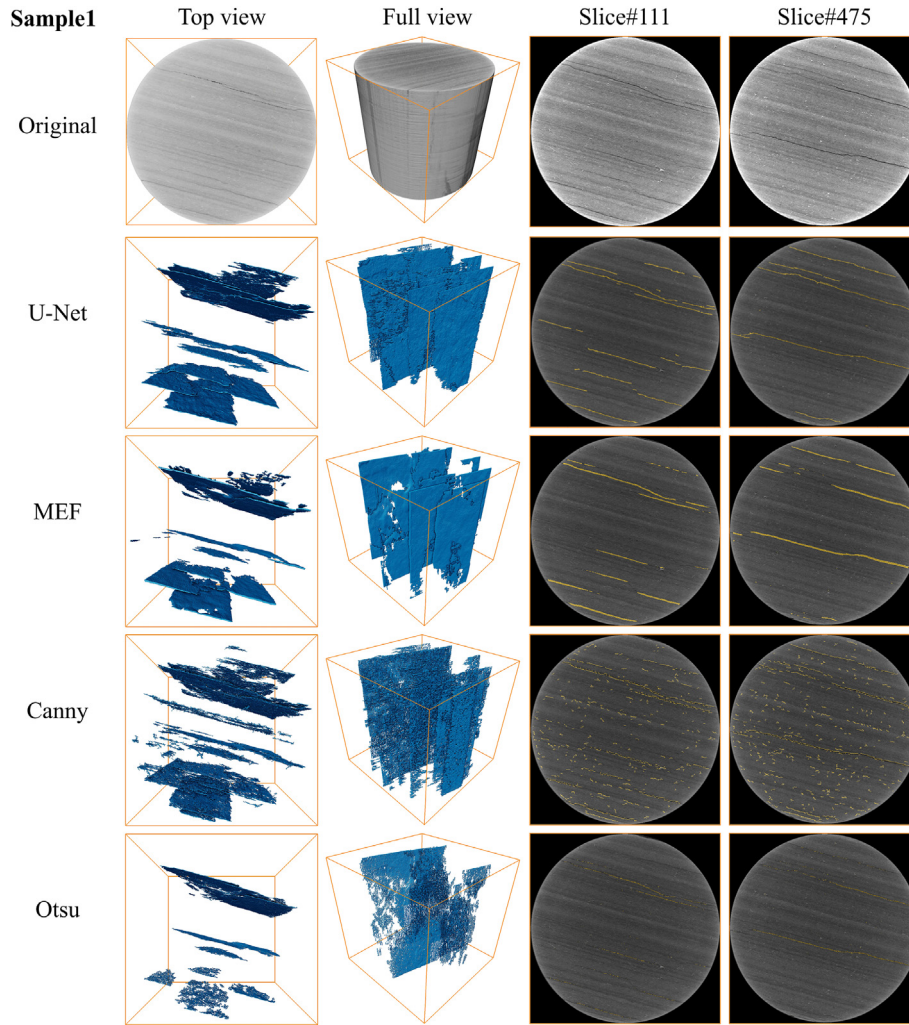 Sample1 Top view Full view Slice#111 Slice#475
Original
U-Net
MEF
Canny
Otsu